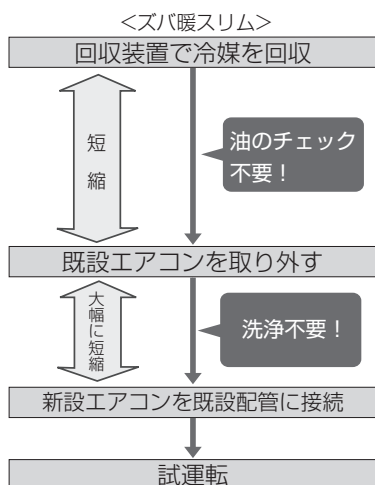 <ズバ暖スリム>
回収装置で冷媒を回収
短縮
油のチェック
不要！
既設エアコンを取り外す
大幅に短縮
洗浄不要！
新設エアコンを既設配管に接続
試運転